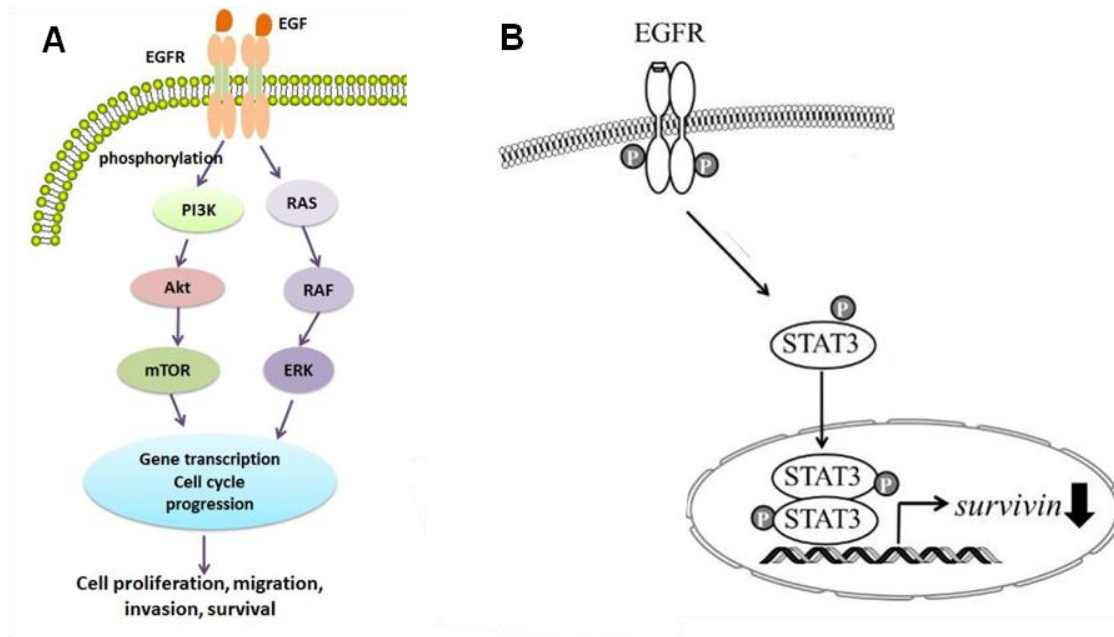 A
EGF
EGFR
phosphorylation
PI3K
RAS
Akt
RAF
mTOR
ERK
Gene transcription
Cell cycle
progression
Cell proliferation, migration,
invasion, survival
B
EGFR
P
P
P
STAT3
STAT3
P
P
STAT3
survivin